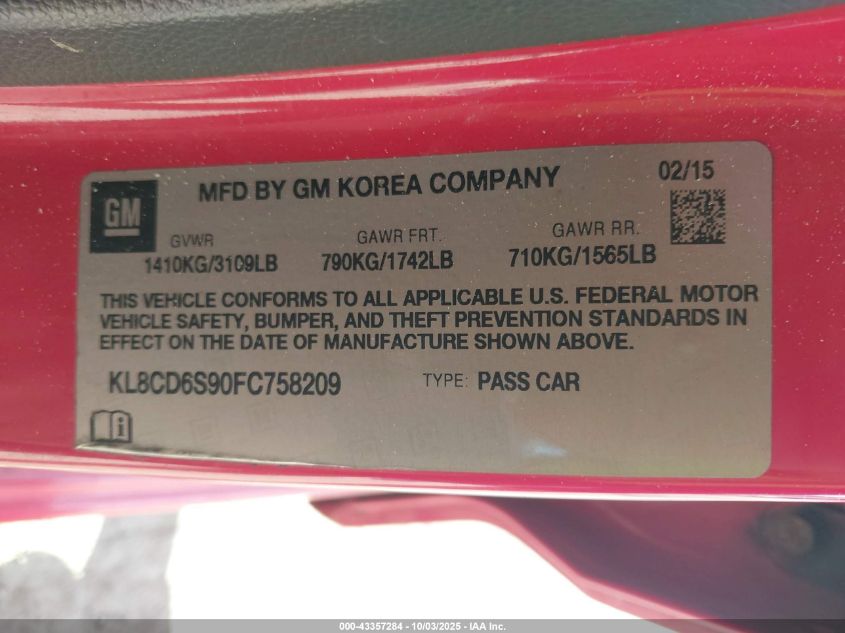 MFD BY GM KOREA COMPANY 02/15
GM
GVWR GAWR FRT. GAWR RR.
1410KG/3109LB 790KG/1742LB 710KG/1565LB
THIS VEHICLE CONFORMS TO ALL APPLICABLE U.S. FEDERAL MOTOR
VEHICLE SAFETY, BUMPER, AND THEFT PREVENTION STANDARDS IN
EFFECT ON THE DATE OF MANUFACTURE SHOWN ABOVE.
KL8CD6S90FC758209 TYPE: PASS CAR
i
000-43357284 - 10/03/2025 - IAA Inc.